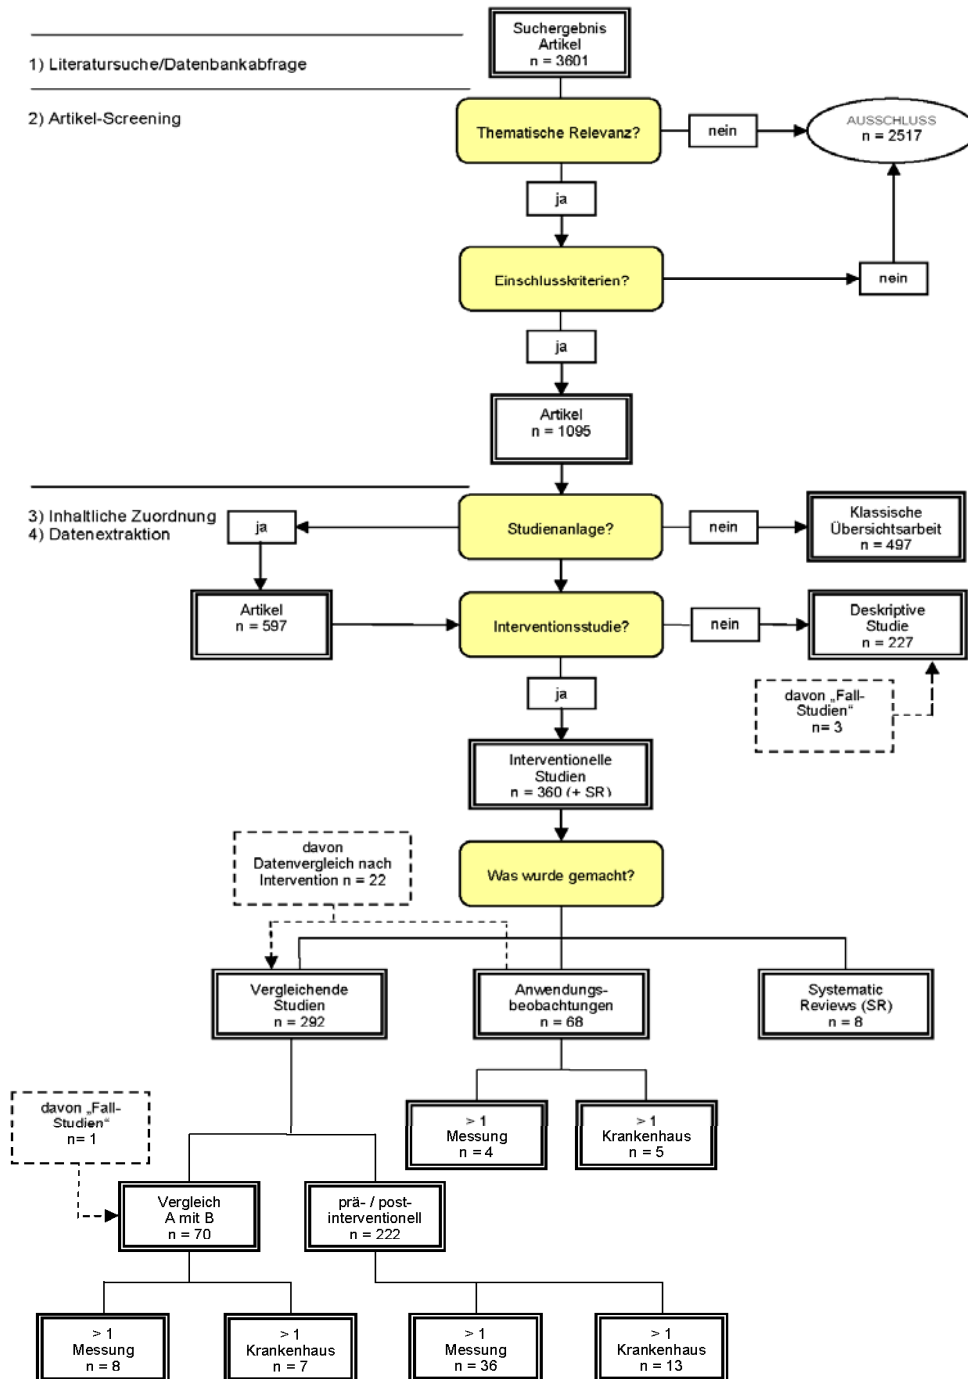 Suchergebnis
Artikel
n = 3601
1) Literatursuche/Datenbankabfrage
2) Artikel-Screening
Thematische Relevanz?
nein
AUSSCHLUSS
n = 2517
ja
Einschlusskriterien?
nein
ja
Artikel
n = 1095
3) Inhaltliche Zuordnung
4) Datenextraktion
ja
Studienanlage?
nein
Klassische
Übersichtsarbeit
n = 497
Artikel
n = 597
Interventionsstudie?
nein
Deskriptive
Studie
n = 227
ja
davon „Fall-
Studien“
n= 3
Interventionelle
Studien
n = 360 (+ SR)
davon
Datenvergleich nach
Intervention n = 22
Was wurde gemacht?
Vergleichende
Studien
n = 292
Anwendungs-
beobachtungen
n = 68
Systematic
Reviews (SR)
n = 8
davon „Fall-
Studien“
n= 1
> 1
Messung
n = 4
> 1
Krankenhaus
n = 5
Vergleich
A mit B
n = 70
prä- / post-
interventionell
n = 222
> 1
Messung
n = 8
> 1
Krankenhaus
n = 7
> 1
Messung
n = 36
> 1
Krankenhaus
n = 13